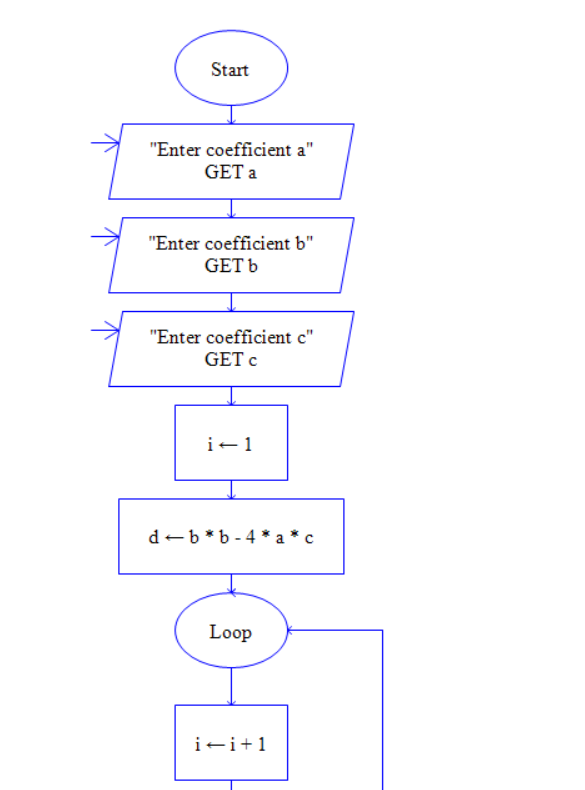 Start
"Enter coefficient a"
GET a
"Enter coefficient b"
GET b
"Enter coefficient c"
GET c
i ← 1
d ← b * b - 4 * a * c
Loop
i ← i + 1